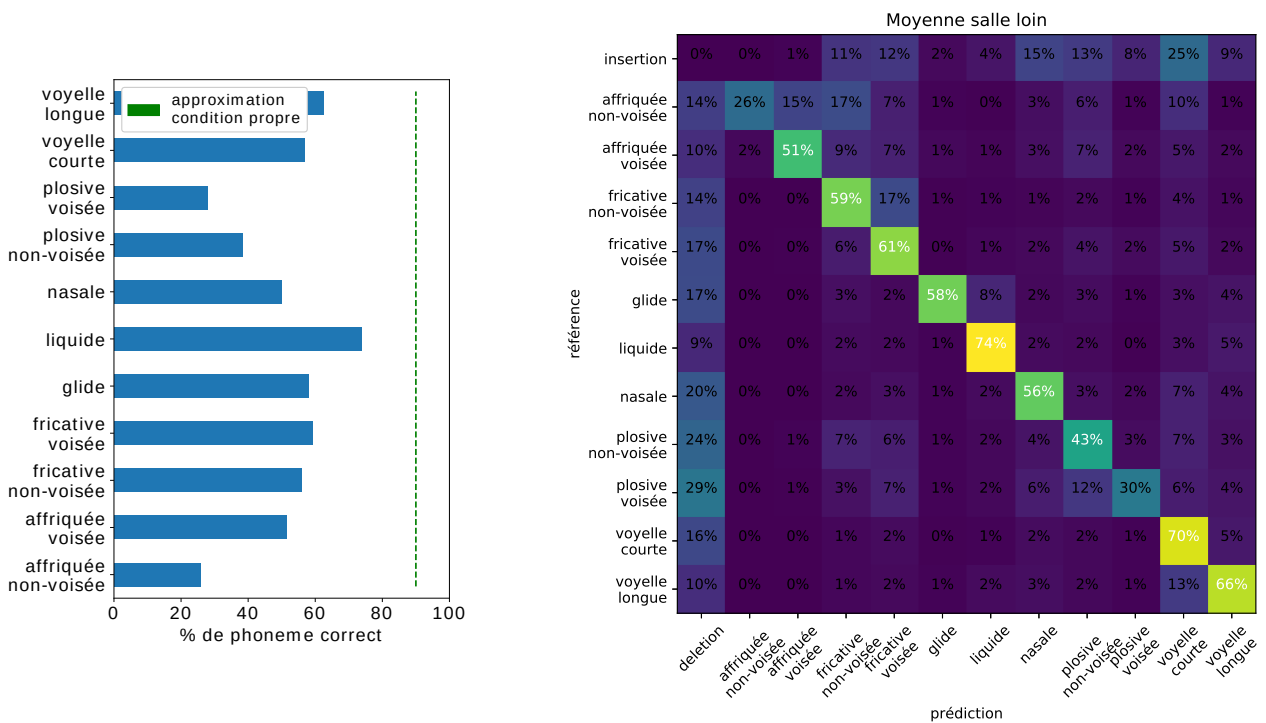 voyelle
longue
voyelle
courte
plosive
voisée
plosive
non-voisée
nasale
liquide
glide
fricative
voisée
fricative
non-voisée
affriquée
voisée
affriquée
non-voisée
approximation
condition propre
0 20 40 60 80 100
% de phoneme correct
Moyenne salle loin
référence
insertion 0% 0% 1% 11% 12% 2% 4% 15% 13% 8% 25% 9%
affriquée
non-voisée 14% 26% 15% 17% 7% 1% 0% 3% 6% 1% 10% 1%
affriquée
voisée 10% 2% 51% 9% 7% 1% 1% 3% 7% 2% 5% 2%
fricative
non-voisée 14% 0% 0% 59% 17% 1% 1% 1% 2% 1% 4% 1%
fricative
voisée 17% 0% 0% 6% 61% 0% 1% 2% 4% 2% 5% 2%
glide 17% 0% 0% 3% 2% 58% 8% 2% 3% 1% 3% 4%
liquide 9% 0% 0% 2% 2% 1% 74% 2% 2% 0% 3% 5%
nasale 20% 0% 0% 2% 3% 1% 2% 56% 3% 2% 7% 4%
plosive
non-voisée 24% 0% 1% 7% 6% 1% 2% 4% 43% 3% 7% 3%
plosive
voisée 29% 0% 1% 3% 7% 1% 2% 6% 12% 30% 6% 4%
voyelle
courte 16% 0% 0% 1% 2% 0% 1% 2% 2% 1% 70% 5%
voyelle
longue 10% 0% 0% 1% 2% 1% 2% 3% 2% 1% 13% 66%
deletion
affriquée
non-voisée
affriquée
voisée
fricative
non-voisée
fricative
voisée
glide
liquide
nasale
plosive
non-voisée
plosive
voisée
voyelle
courte
voyelle
longue
prédiction